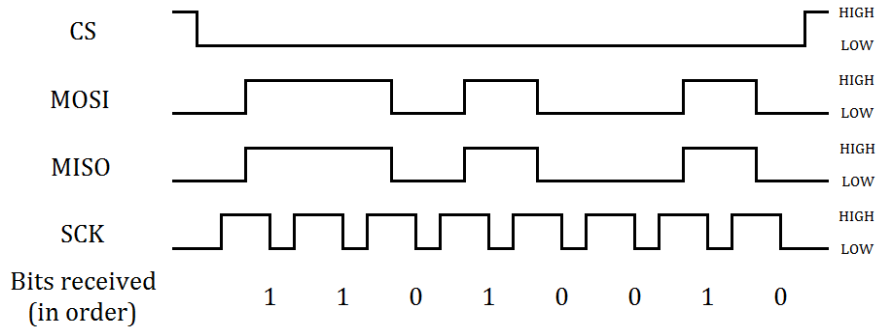 CS HIGH
LOW
MOSI HIGH
LOW
MISO HIGH
LOW
SCK HIGH
LOW
Bits received
(in order) 1 1 0 1 0 0 1 0